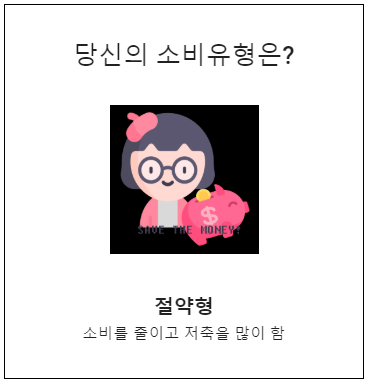 당신의 소비유형은?
SAVE THE MONEY!
$
절약형
소비를 줄이고 저축을 많이 함